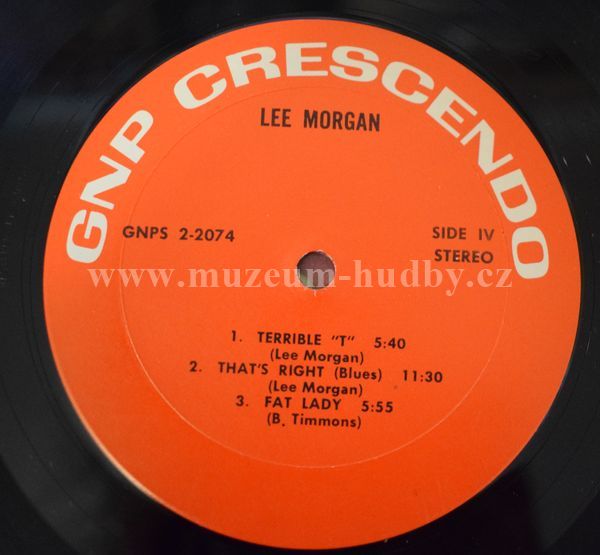 GNP CRESCENDO
LEE MORGAN
GNPS 2-2074
SIDE IV
STEREO
www.muzeum-hudby.cz
1. TERRIBLE "T" 5:40
(Lee Morgan)
2. THAT'S RIGHT (Blues) 11:30
(Lee Morgan)
3. FAT LADY 5:55
(B. Timmons)